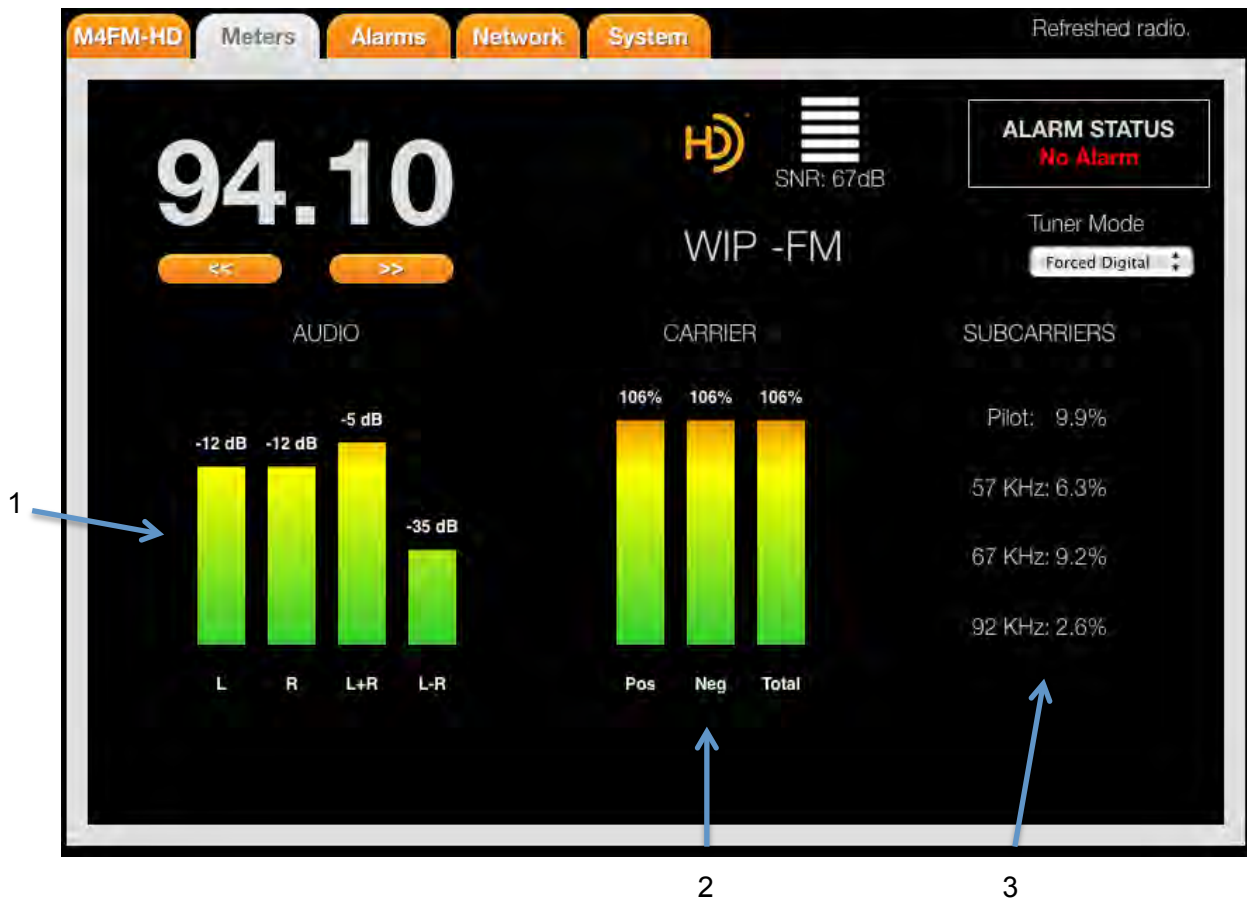 M4FM-HD Meters Alarms Network System Refreshed radio.
94.10
HD
SNR: 67dB
ALARM STATUS
No Alarm
WIP -FM
Tuner Mode
Forced Digital
<< >>
AUDIO
-12 dB -12 dB -5 dB -35 dB
L R L+R L-R
1
CARRIER
106% 106% 106%
Pos Neg Total
2
SUBCARRIERS
Pilot: 9.9%
57 KHz: 6.3%
67 KHz: 9.2%
92 KHz: 2.6%
3